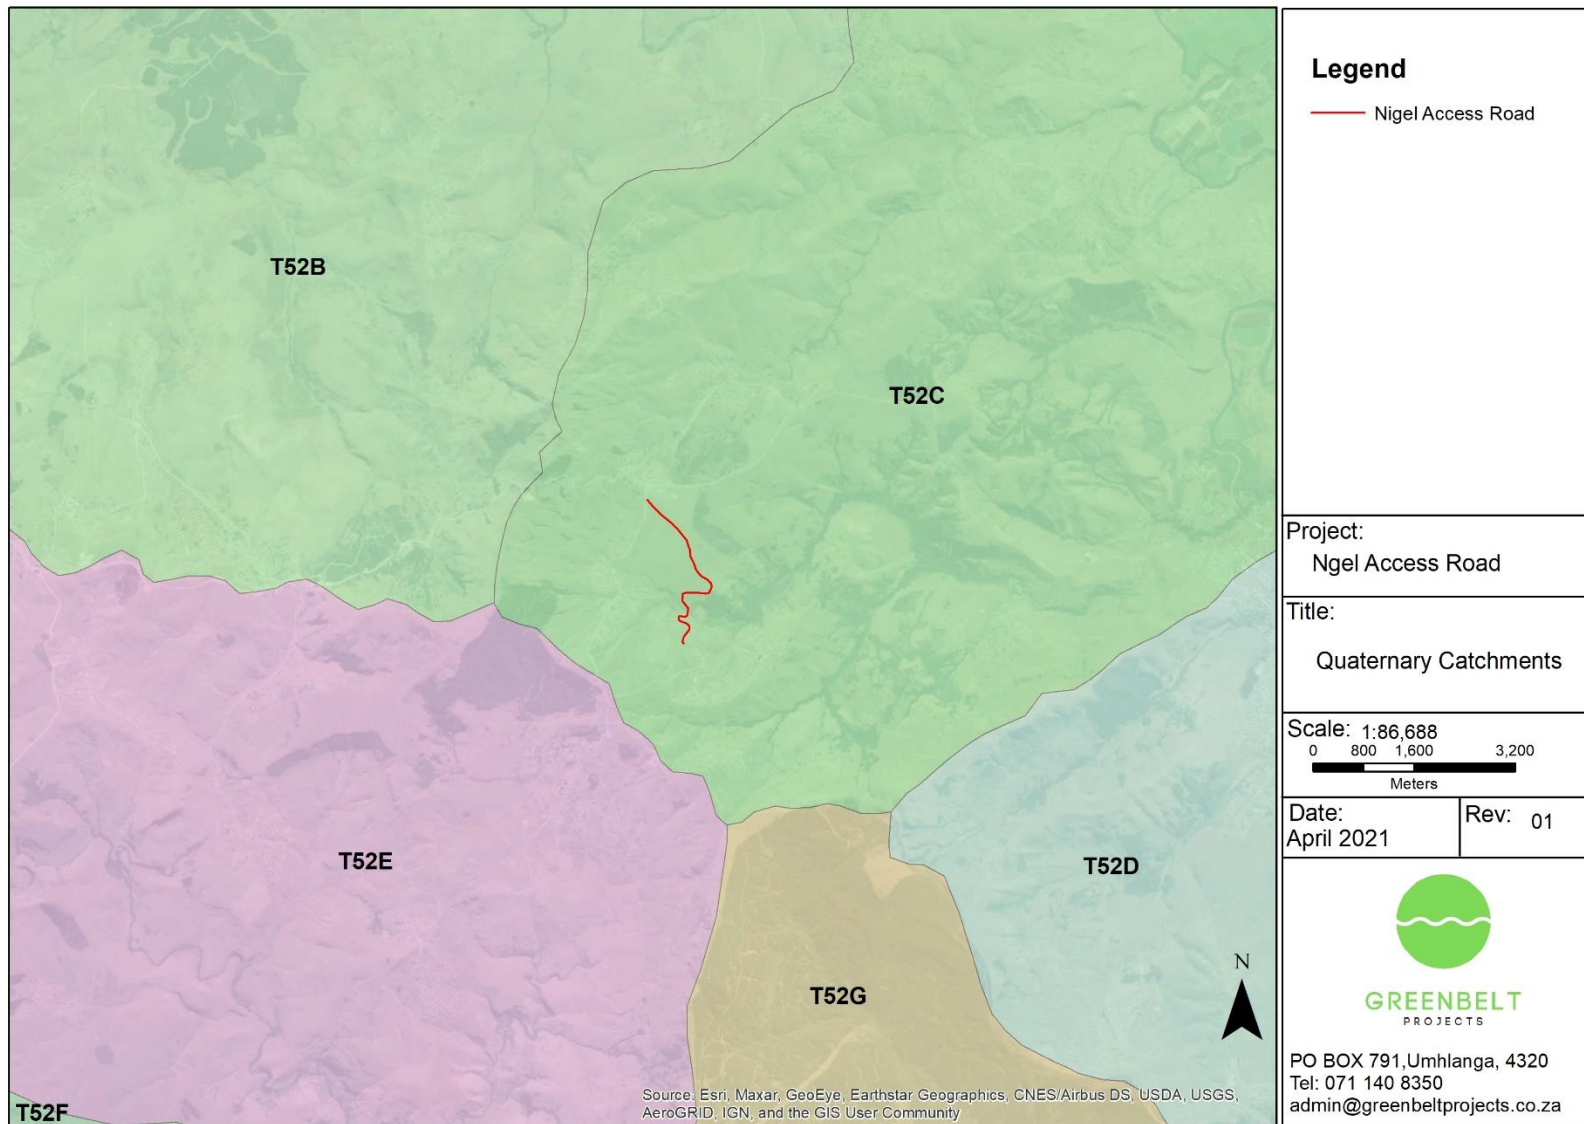 T52B
T52C
T52E
T52D
T52G
T52F
Source: Esri, Maxar, GeoEye, Earthstar Geographics, CNES/Airbus DS, USDA, USGS,
AeroGRID, IGN, and the GIS User Community
N
Legend
Nigel Access Road
Project:
Ngel Access Road
Title:
Quaternary Catchments
Scale: 1:86,688
0 800 1,600 3,200
Meters
Date:
April 2021
Rev: 01
GREENBELT
PROJECTS
PO BOX 791,Umhlanga, 4320
Tel: 071 140 8350
admin@greenbeltprojects.co.za